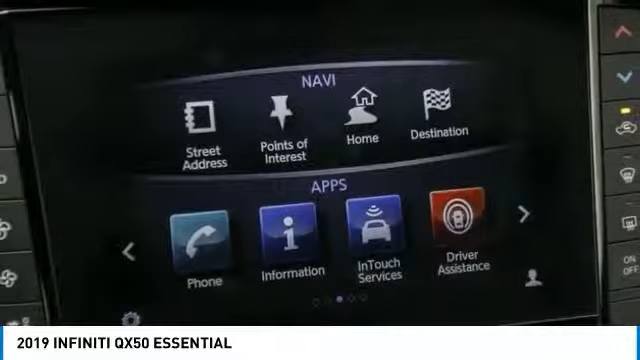 NAVI
Street Address
Points of Interest
Home
Destination
APPS
Phone
Information
InTouch Services
Driver Assistance
ON
OFF
2019 INFINITI QX50 ESSENTIAL